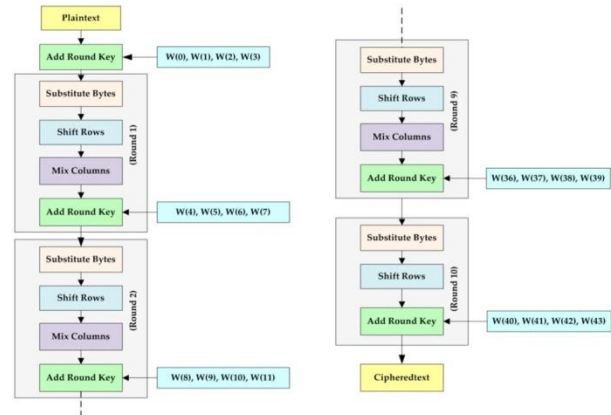 Plaintext
Add Round Key
W(0), W(1), W(2), W(3)
Substitute Bytes
Shift Rows
Mix Columns
Add Round Key
(Round 1)
W(4), W(5), W(6), W(7)
Substitute Bytes
Shift Rows
Mix Columns
Add Round Key
(Round 2)
W(8), W(9), W(10), W(11)
Substitute Bytes
Shift Rows
Mix Columns
Add Round Key
(Round 9)
W(36), W(37), W(38), W(39)
Substitute Bytes
Shift Rows
Add Round Key
(Round 10)
W(40), W(41), W(42), W(43)
Cipheredtext